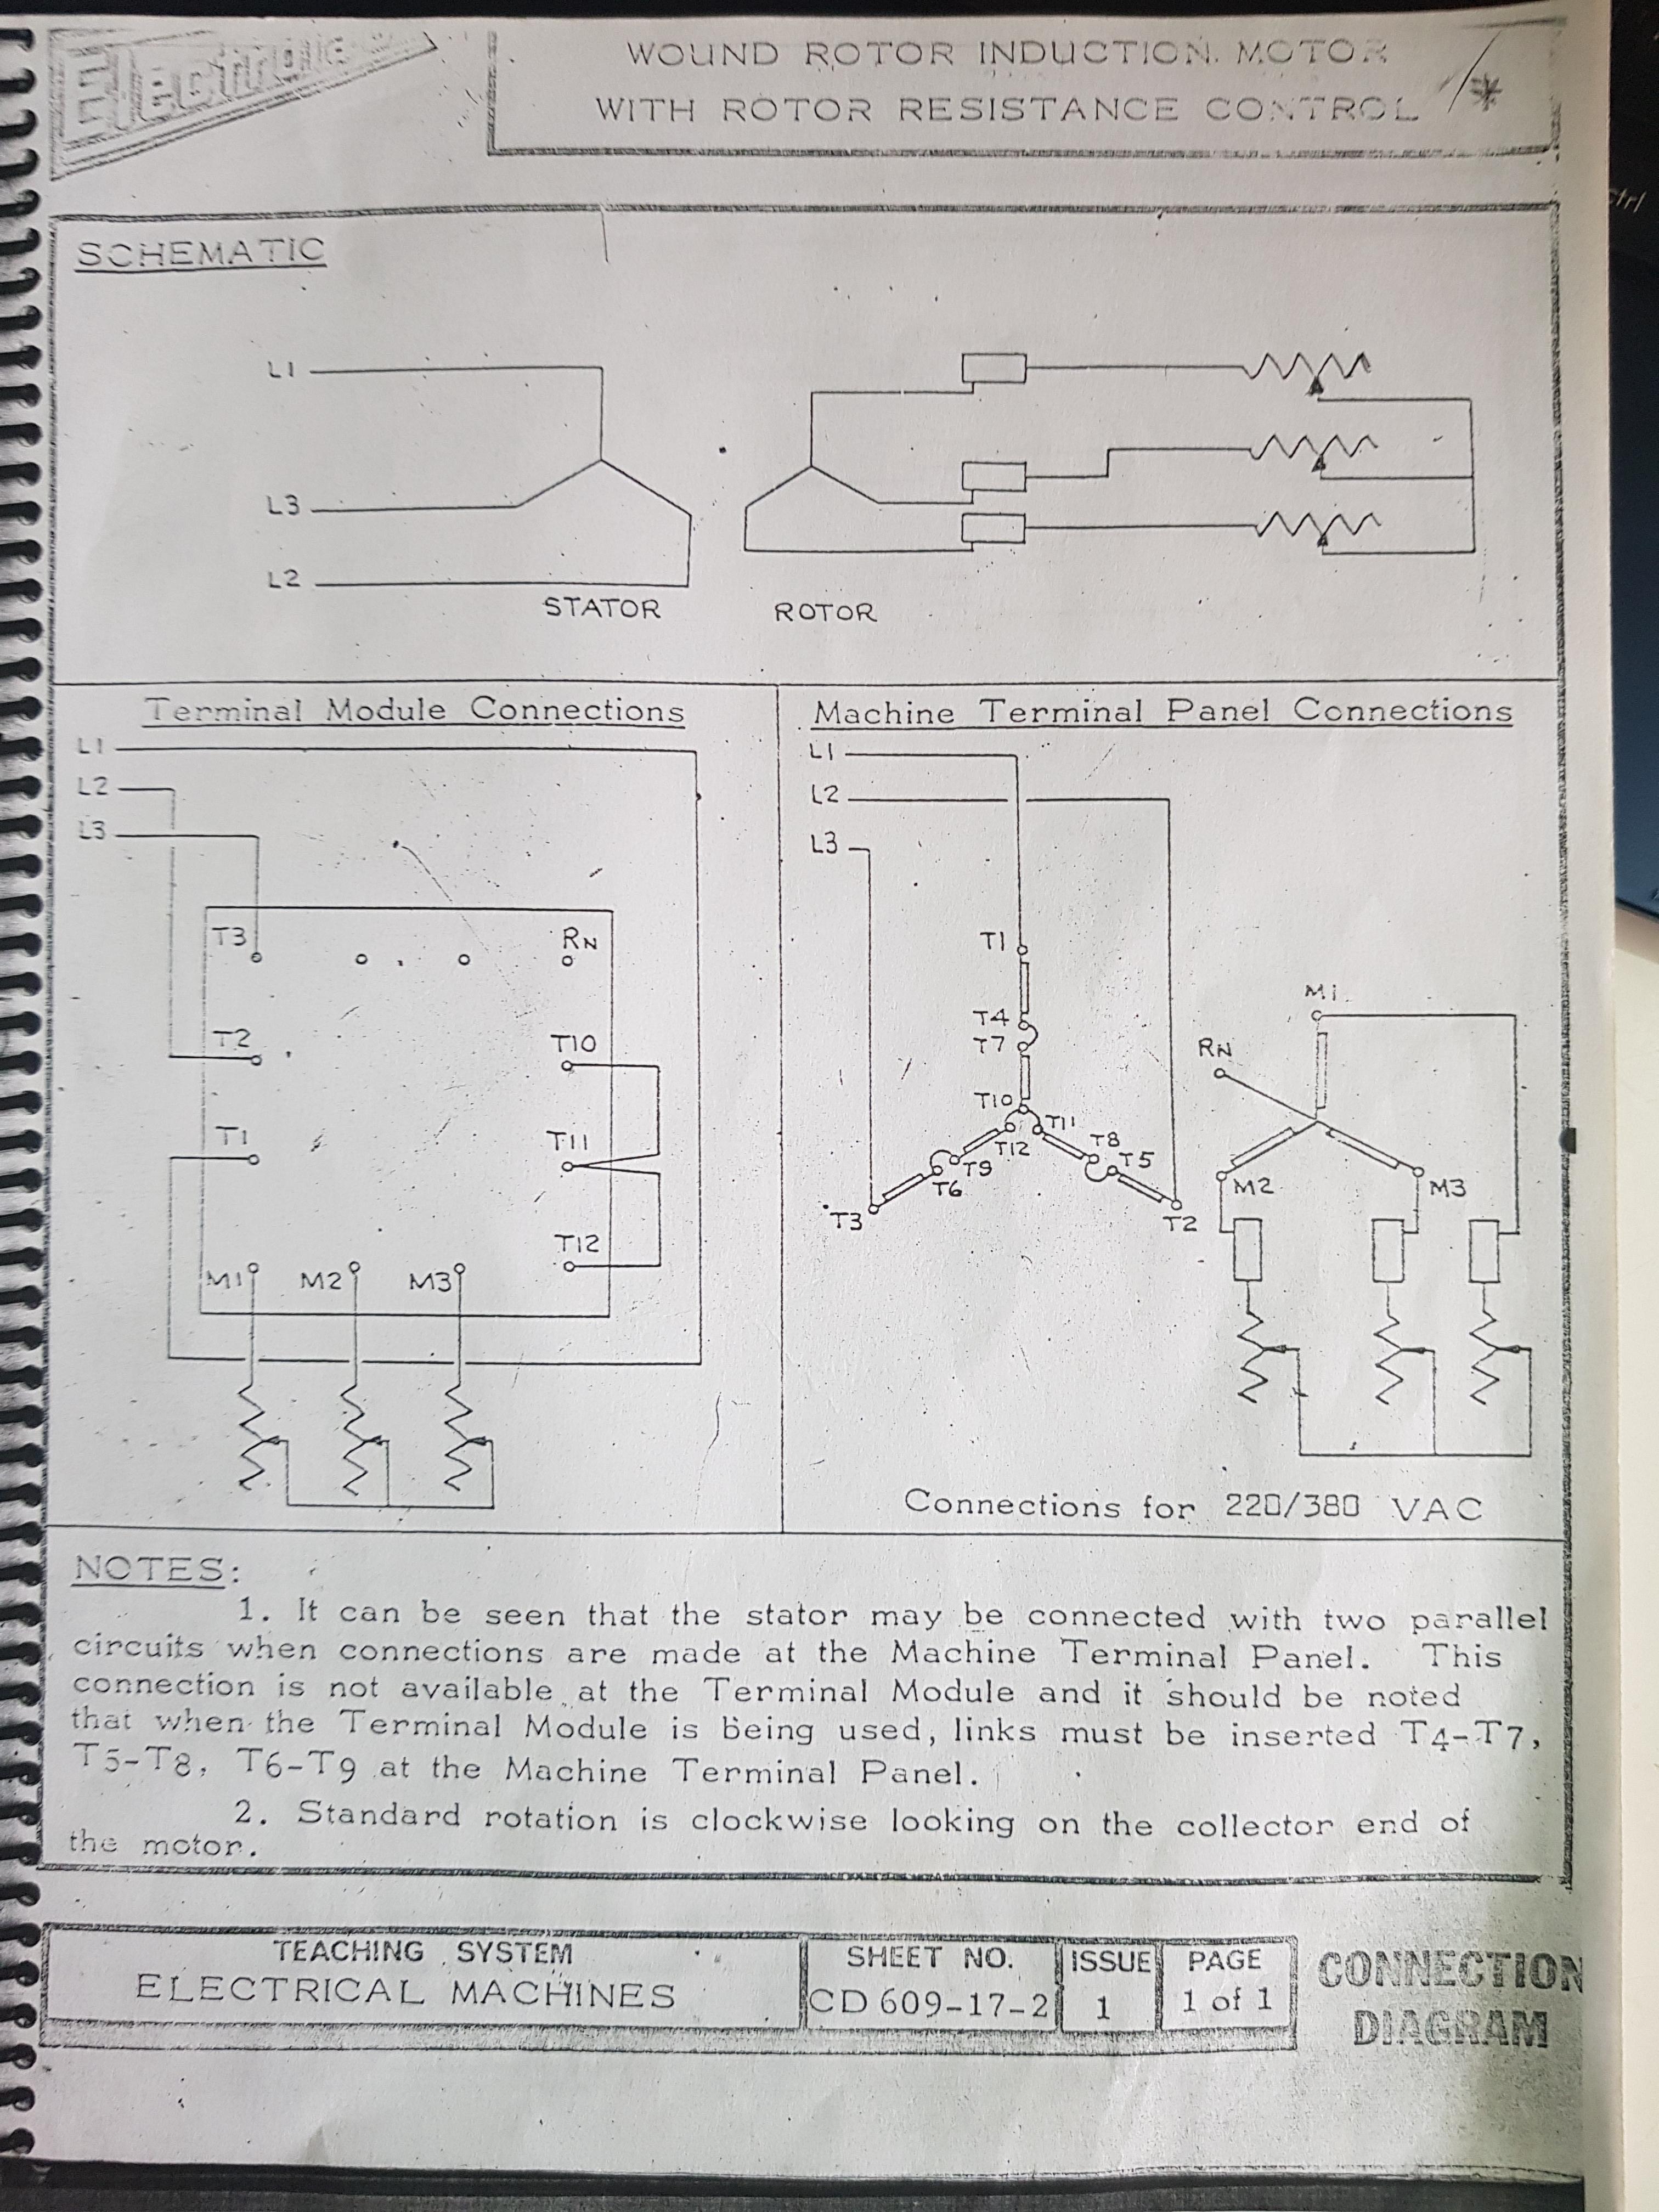 Electronic
WOUND ROTOR INDUCTION MOTOR
WITH ROTOR RESISTANCE CONTROL
*
Ctrl
SCHEMATIC
L1
L3
L2
STATOR ROTOR
Terminal Module Connections
L1
L2
L3
T3 RN
T2 T10
T1 T11
T12
M1 M2 M3
Machine Terminal Panel Connections
L1
L2
L3
T1
T4
T7
T10 T11
T12 T8
T9 T5
T6
T3 T2
M1
RN
M2 M3
Connections for 220/380 VAC
NOTES:
1. It can be seen that the stator may be connected with two parallel
circuits when connections are made at the Machine Terminal Panel. This
connection is not available at the Terminal Module and it should be noted
that when the Terminal Module is being used, links must be inserted T4-T7,
T5-T8, T6-T9 at the Machine Terminal Panel.
2. Standard rotation is clockwise looking on the collector end of
the motor.
TEACHING SYSTEM
ELECTRICAL MACHINES
SHEET NO.
CD 609-17-2
ISSUE
1
PAGE
1 of 1
CONNECTION
DIAGRAM